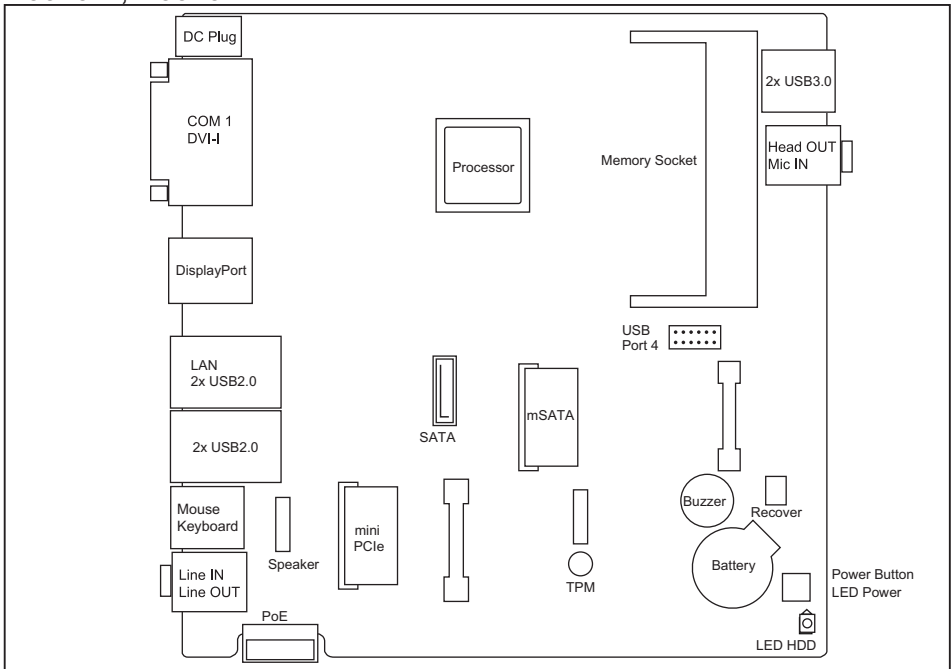 DC Plug
2x USB3.0
COM 1
DVI-I
Head OUT
Mic IN
Processor
Memory Socket
DisplayPort
USB
Port 4
LAN
2x USB2.0
mSATA
SATA
2x USB2.0
Buzzer
Mouse
Keyboard
Recover
mini
PCIe
Speaker
Battery
Line IN
Line OUT
TPM
Power Button
LED Power
PoE
LED HDD